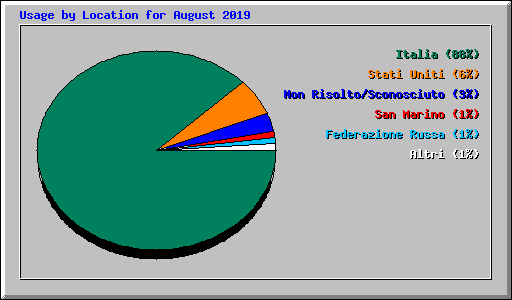 Usage by Location for August 2019
Italia (88%)
Stati Uniti (6%)
Non Risolto/Sconosciuto (3%)
San Marino (1%)
Federazione Russa (1%)
Altri (1%)